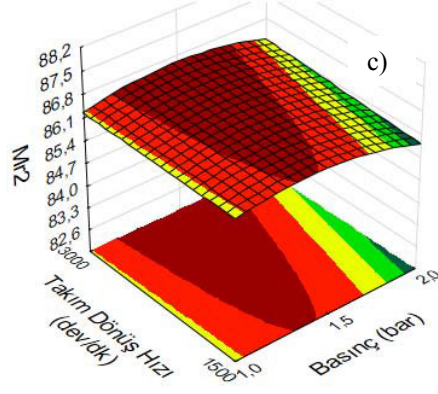 c)
88,2
87,5
86,8
86,1
85,4
84,7
84,0
83,3
82,6
Mr2
3000
1500
Takım Dönüş Hızı
(dev/dk)
1,0
1,5
2,0
Basınç (bar)